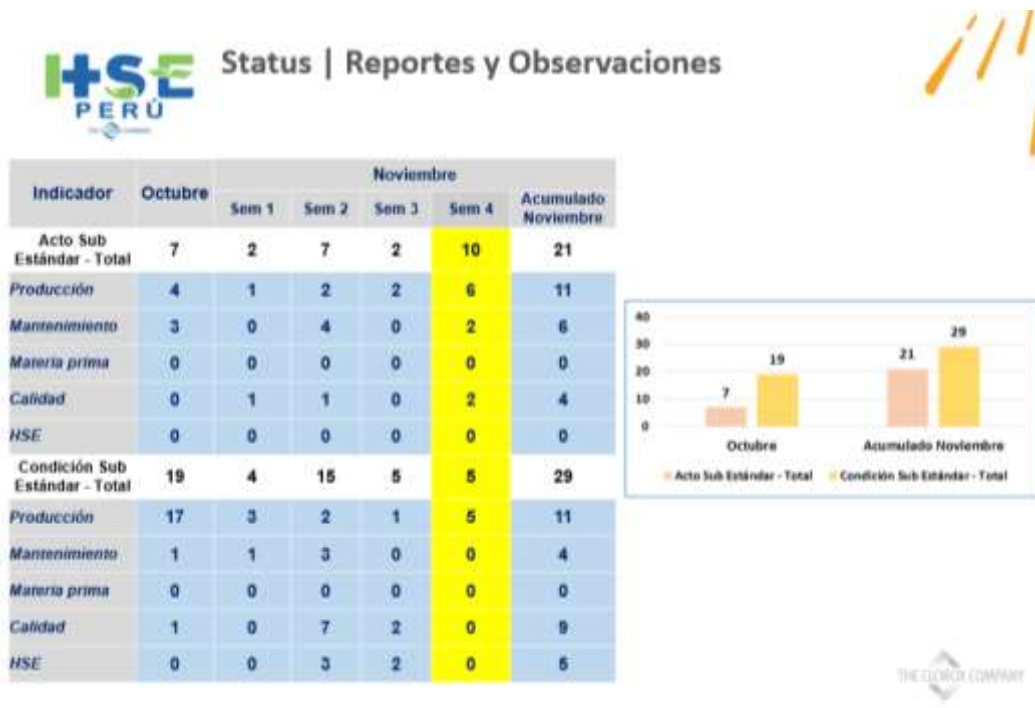 HSE
PERÚ
Status | Reportes y Observaciones
Indicador Octubre Noviembre
Sem 1 Sem 2 Sem 3 Sem 4 Acumulado Noviembre
Acto Sub Estándar - Total 7 2 7 2 10 21
Producción 4 1 2 2 6 11
Mantenimiento 3 0 4 0 2 6
Materia prima 0 0 0 0 0 0
Calidad 0 1 1 0 2 4
HSE 0 0 0 0 0 0
Condición Sub Estándar - Total 19 4 15 5 5 29
Producción 17 3 2 1 5 11
Mantenimiento 1 1 3 0 0 4
Materia prima 0 0 0 0 0 0
Calidad 1 0 7 2 0 9
HSE 0 0 3 2 0 5
40
30
20
10
0
7 19 21 29
Octubre Acumulado Noviembre
Acto Sub Estándar - Total Condición Sub Estándar - Total
THE CLOROX COMPANY